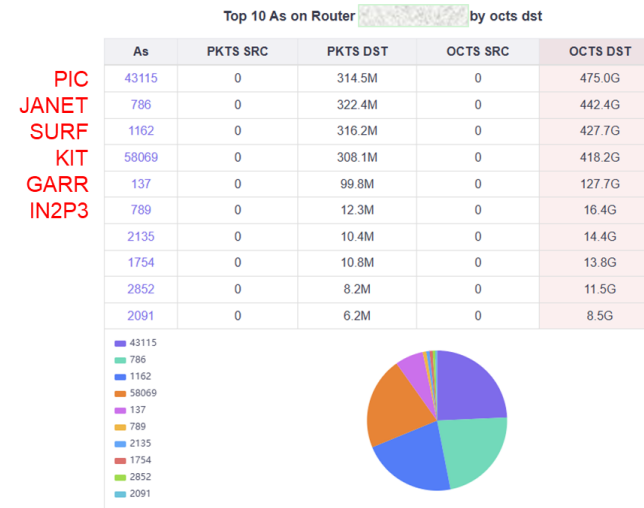 Top 10 As on Router by octs dst
As PKTS SRC PKTS DST OCTS SRC OCTS DST
PIC 43115 0 314.5M 0 475.0G
JANET 786 0 322.4M 0 442.4G
SURF 1162 0 316.2M 0 427.7G
KIT 58069 0 308.1M 0 418.2G
GARR 137 0 99.8M 0 127.7G
IN2P3 789 0 12.3M 0 16.4G
2135 0 10.4M 0 14.4G
1754 0 10.8M 0 13.8G
2852 0 8.2M 0 11.5G
2091 0 6.2M 0 8.5G
43115
786
1162
58069
137
789
2135
1754
2852
2091